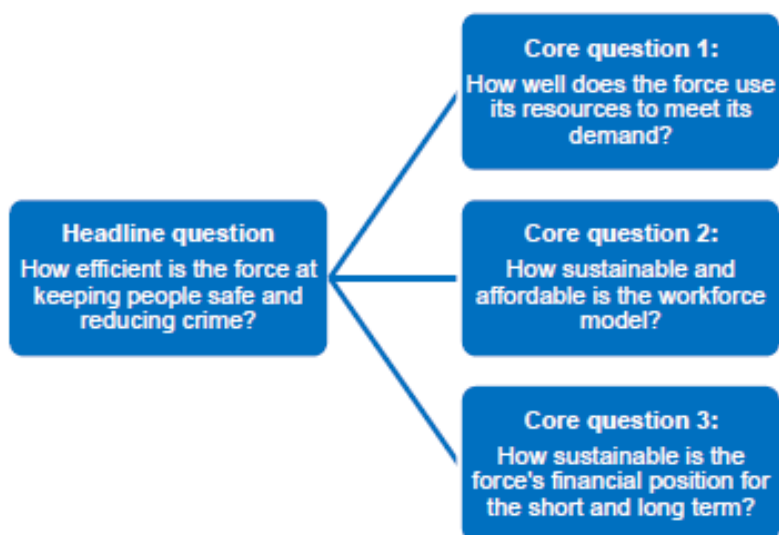 Headline question
How efficient is the force at
keeping people safe and
reducing crime?
Core question 1:
How well does the force use
its resources to meet its
demand?
Core question 2:
How sustainable and
affordable is the workforce
model?
Core question 3:
How sustainable is the
force's financial position for
the short and long term?